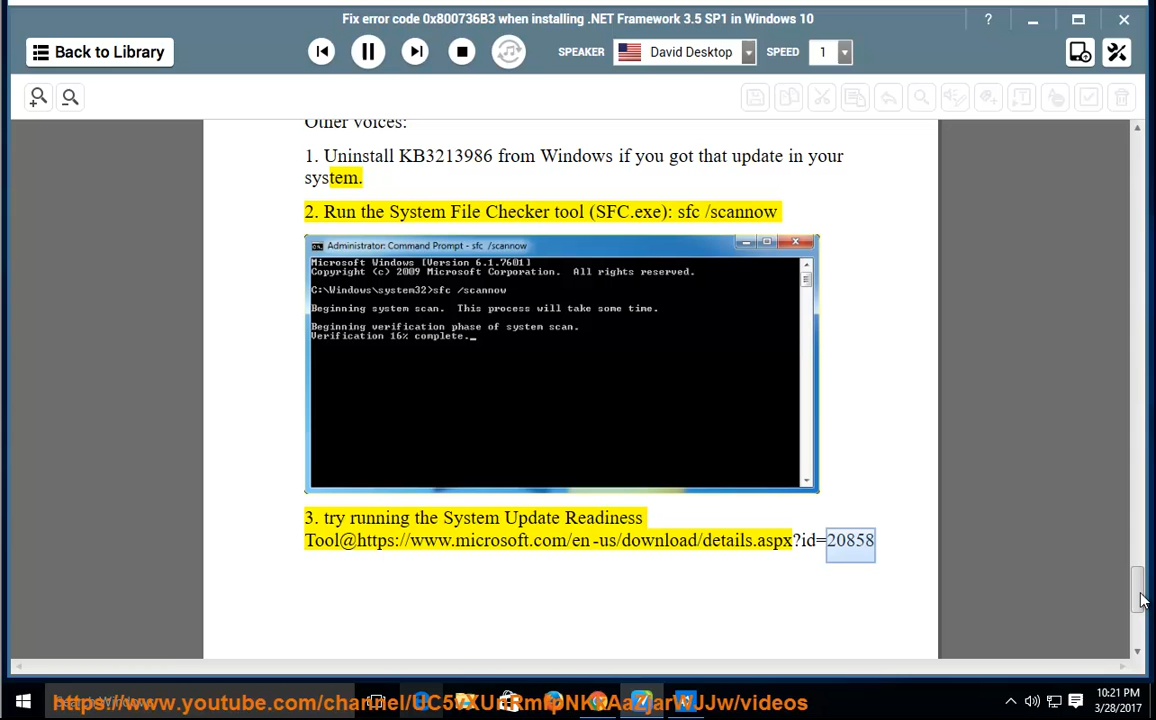 Fix error code 0x800736B3 when installing .NET Framework 3.5 SP1 in Windows 10
?
Back to Library
SPEAKER
David Desktop
SPEED
1
Other voices:
1. Uninstall KB3213986 from Windows if you got that update in your
system.
2. Run the System File Checker tool (SFC.exe): sfc /scannow
Administrator: Command Prompt - sfc /scannow
Microsoft Windows [Version 6.1.7601]
Copyright (c) 2009 Microsoft Corporation. All rights reserved.
C:\Windows\system32>sfc /scannow
Beginning system scan. This process will take some time.
Beginning verification phase of system scan.
Verification 16% complete._
3. try running the System Update Readiness
Tool@https://www.microsoft.com/en-us/download/details.aspx?id=20858
10:21 PM
3/28/2017